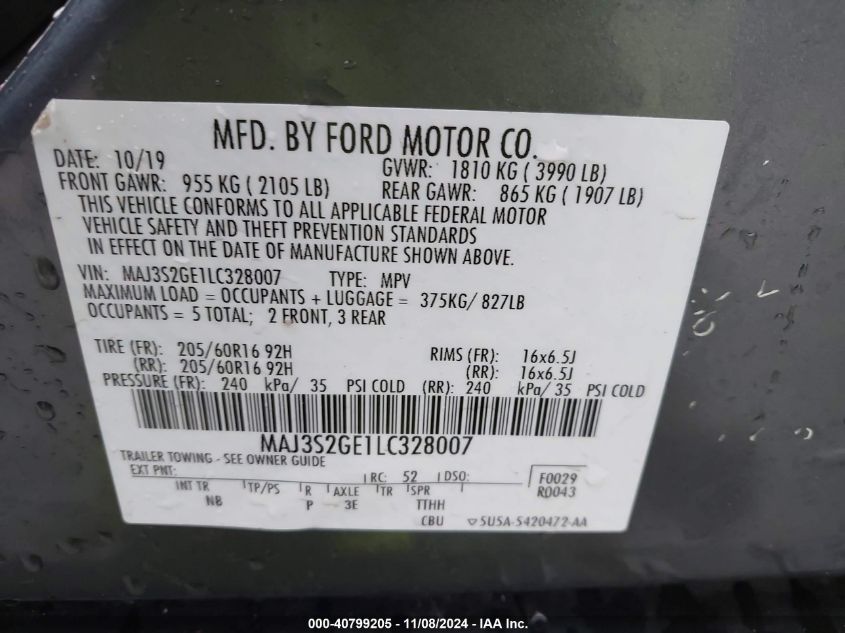 MFD. BY FORD MOTOR CO.
DATE: 10/19 GVWR: 1810 KG ( 3990 LB)
FRONT GAWR: 955 KG ( 2105 LB) REAR GAWR: 865 KG ( 1907 LB)
THIS VEHICLE CONFORMS TO ALL APPLICABLE FEDERAL MOTOR
VEHICLE SAFETY AND THEFT PREVENTION STANDARDS
IN EFFECT ON THE DATE OF MANUFACTURE SHOWN ABOVE.
VIN: MAJ3S2GE1LC328007 TYPE: MPV
MAXIMUM LOAD = OCCUPANTS + LUGGAGE = 375KG/ 827LB
OCCUPANTS = 5 TOTAL; 2 FRONT, 3 REAR
TIRE (FR): 205/60R16 92H RIMS (FR): 16x6.5J
(RR): 205/60R16 92H (RR): 16x6.5J
PRESSURE (FR): 240 kPa/ 35 PSI COLD (RR): 240 kPa/ 35 PSI COLD
MAJ3S2GE1LC328007
TRAILER TOWING - SEE OWNER GUIDE
EXT PNT: RC: 52 DSO: F0029
R0043
INT TR TP/PS R AXLE TR SPR
NB P 3E TTHH
CBU 5U5A-5420472-AA
000-40799205 - 11/08/2024 - IAA Inc.